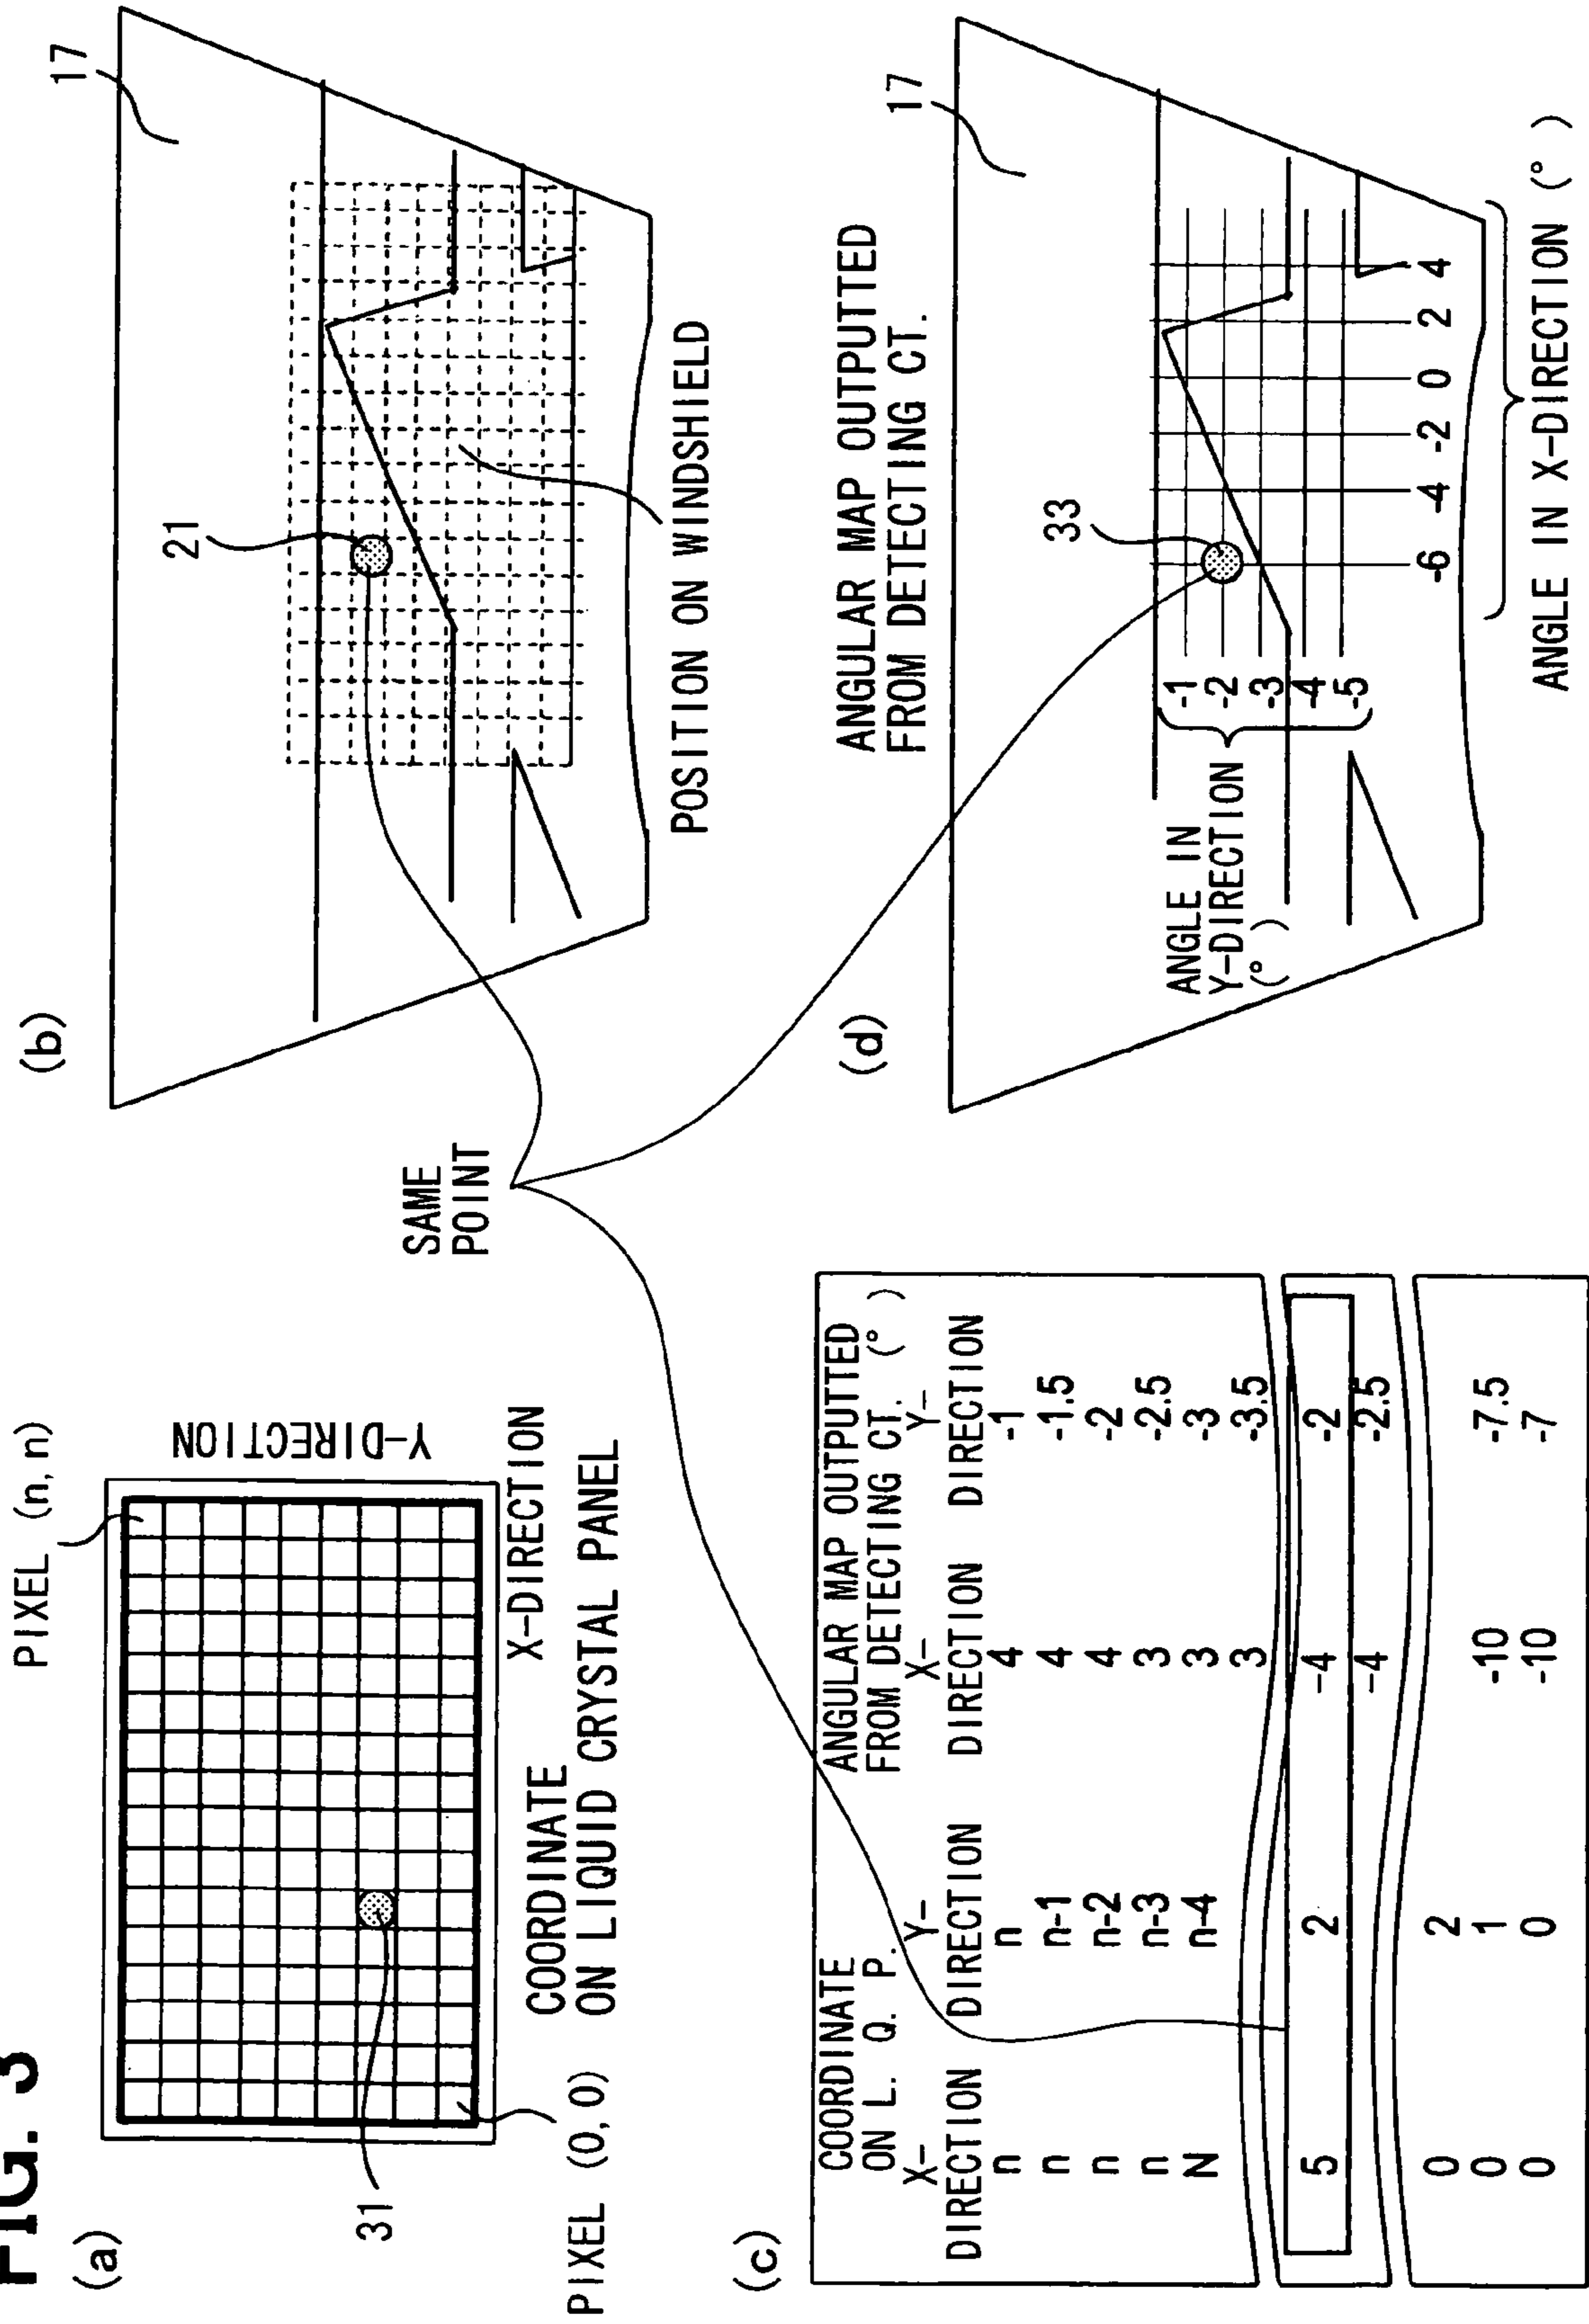 FIG. 3
(a)
PIXEL (n, n)
Y-DIRECTION
31
X-DIRECTION
PIXEL (0, 0)
COORDINATE
ON LIQUID CRYSTAL PANEL
(b)
17
21
POSITION ON WINDSHIELD
SAME
POINT
(c)
COORDINATE
ON L. Q. P.
ANGULAR MAP OUTPUTTED
FROM DETECTING CT. (°)
X- Y- X- Y-
DIRECTION DIRECTION DIRECTION DIRECTION
n n 4 -1
n n-1 4 -1.5
n n-2 4 -2
n n-3 3 -2.5
N n-4 3 -3
3 -3.5
5 2 -4 -2
-4 -2.5
0 2
0 1 -10 -7.5
0 0 -10 -7
(d)
ANGULAR MAP OUTPUTTED
FROM DETECTING CT.
17
33
ANGLE IN
Y-DIRECTION
(°)
-1
-2
-3
-4
-5
-6 -4 -2 0 2 4
ANGLE IN X-DIRECTION (°)